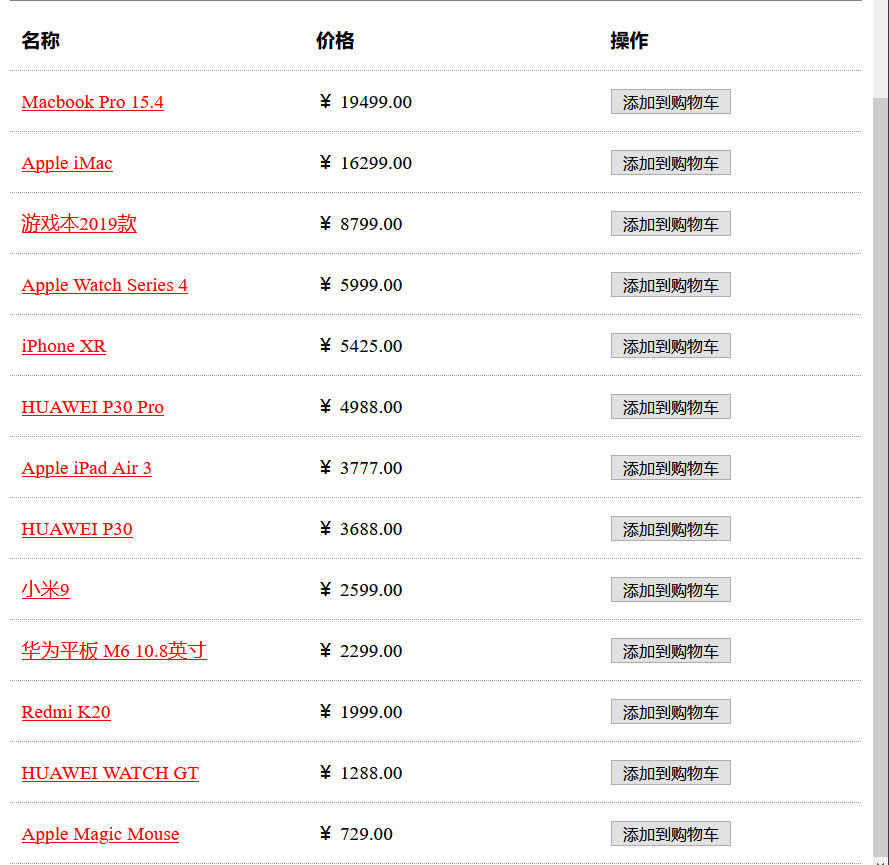 名称 价格 操作
Macbook Pro 15.4 ￥ 19499.00 添加到购物车
Apple iMac ￥ 16299.00 添加到购物车
游戏本2019款 ￥ 8799.00 添加到购物车
Apple Watch Series 4 ￥ 5999.00 添加到购物车
iPhone XR ￥ 5425.00 添加到购物车
HUAWEI P30 Pro ￥ 4988.00 添加到购物车
Apple iPad Air 3 ￥ 3777.00 添加到购物车
HUAWEI P30 ￥ 3688.00 添加到购物车
小米9 ￥ 2599.00 添加到购物车
华为平板 M6 10.8英寸 ￥ 2299.00 添加到购物车
Redmi K20 ￥ 1999.00 添加到购物车
HUAWEI WATCH GT ￥ 1288.00 添加到购物车
Apple Magic Mouse ￥ 729.00 添加到购物车